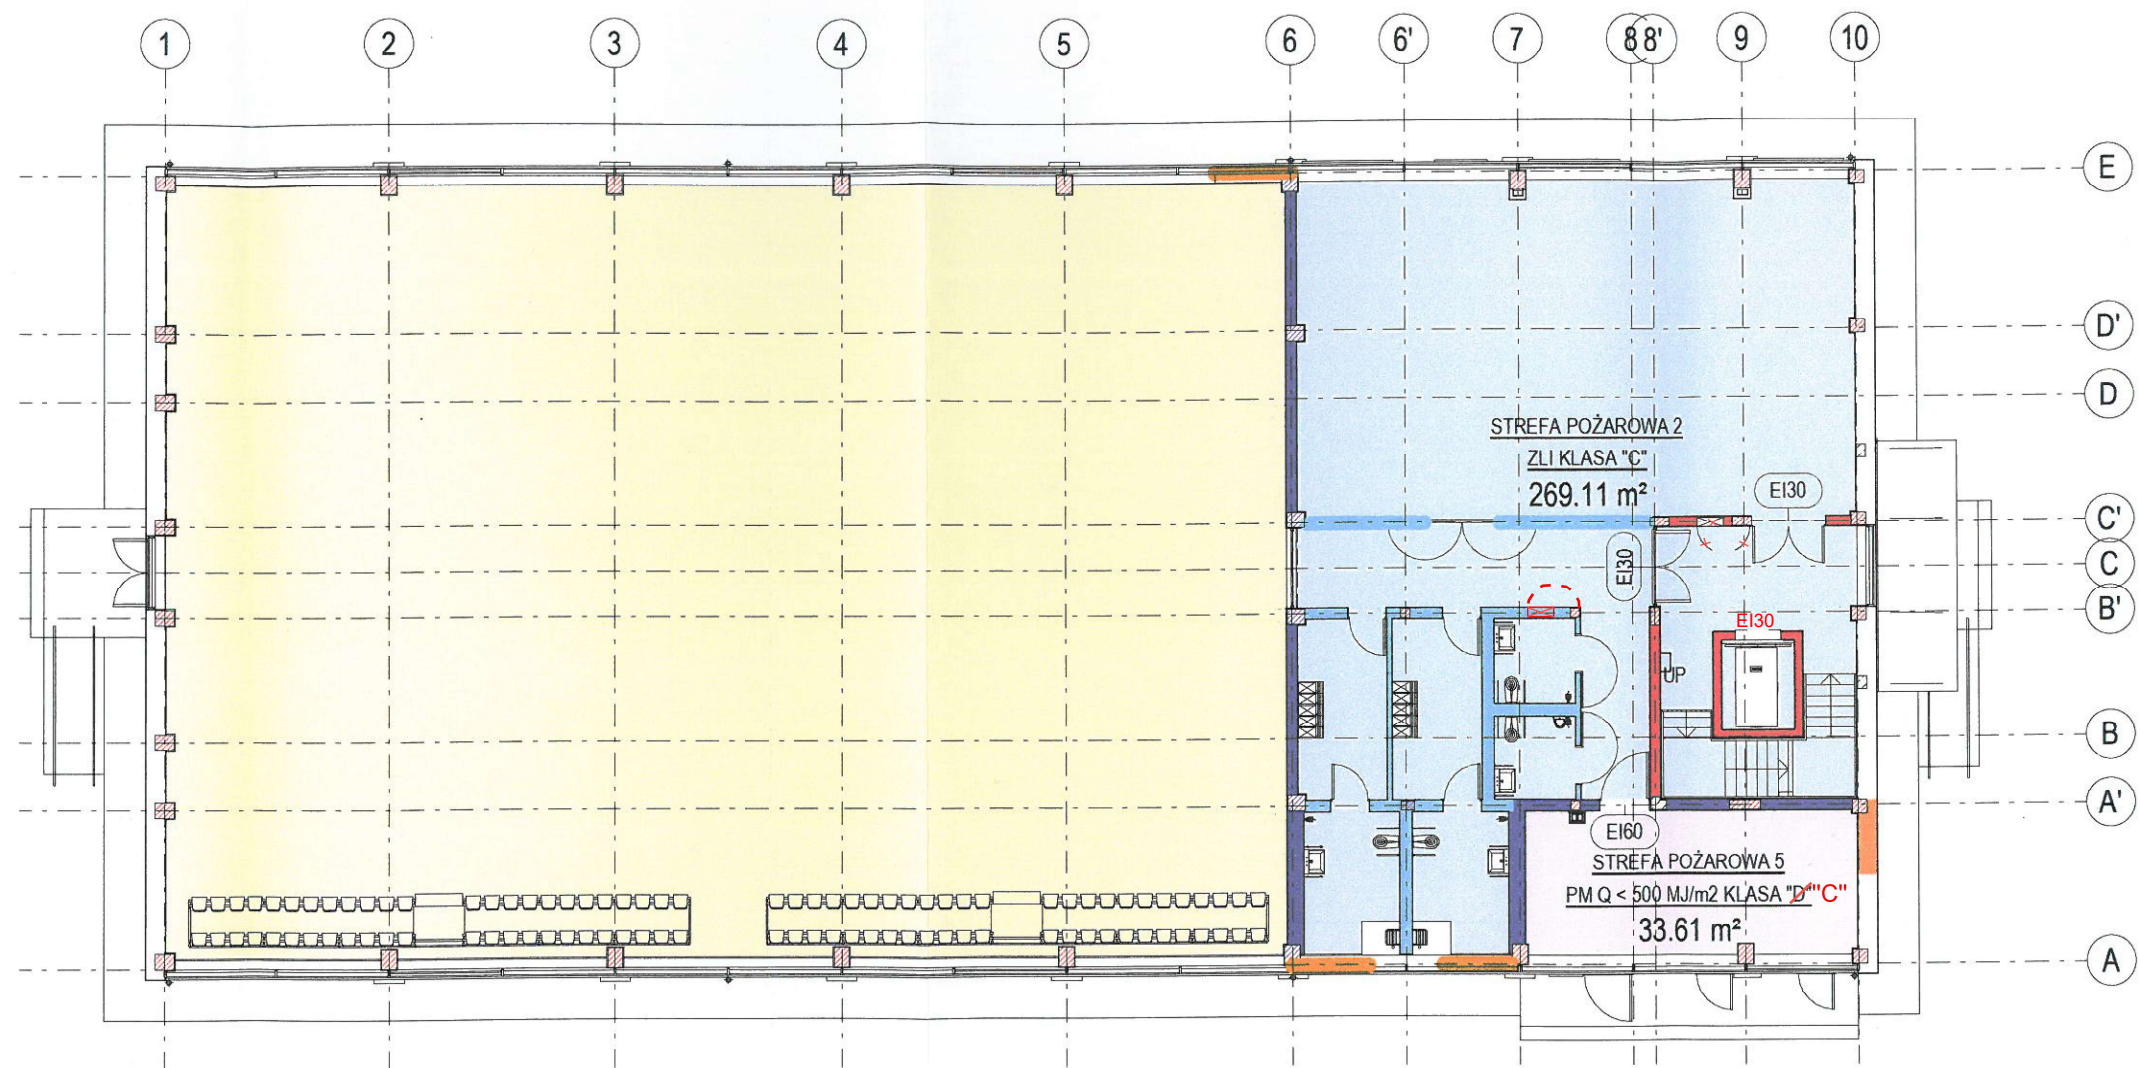 1 2 3 4 5 6 6' 7 8 8' 9 10
E
D'
D
STREFA POŻAROWA 2
ZLI KLASA "C"
269.11 m²
EI30
C'
EI30
C
B'
EI30
UP
B
A'
EI60
STREFA POŻAROWA 5
PM Q < 500 MJ/m2 KLASA "D" "C"
33.61 m²
A